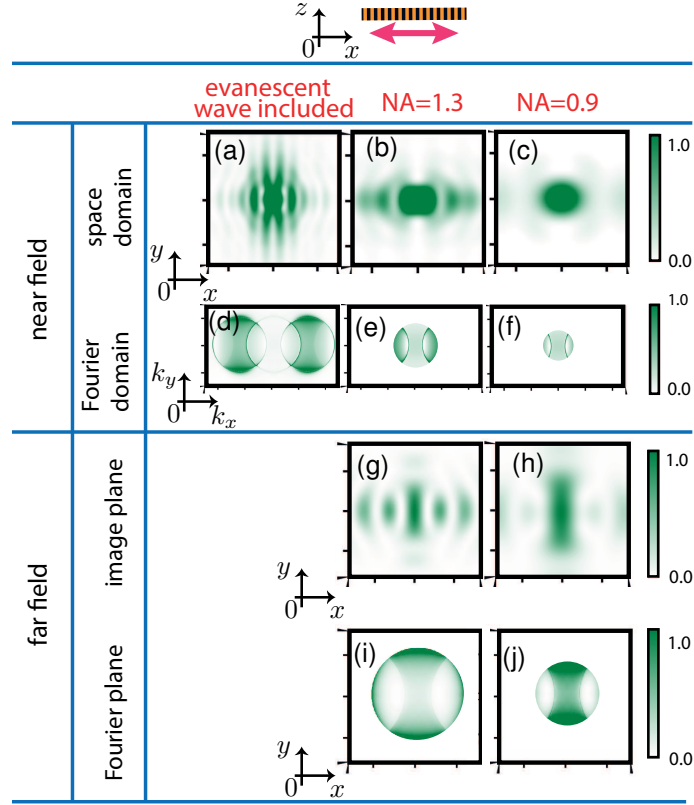 z
0 x
evanescent
wave included NA=1.3 NA=0.9
near field
space
domain
(a) (b) (c)
1.0
0.0
y
0 x
Fourier
domain
(d) (e) (f)
1.0
0.0
ky
0 kx
far field
image plane
(g) (h)
1.0
0.0
y
0 x
Fourier plane
(i) (j)
1.0
0.0
y
0 x